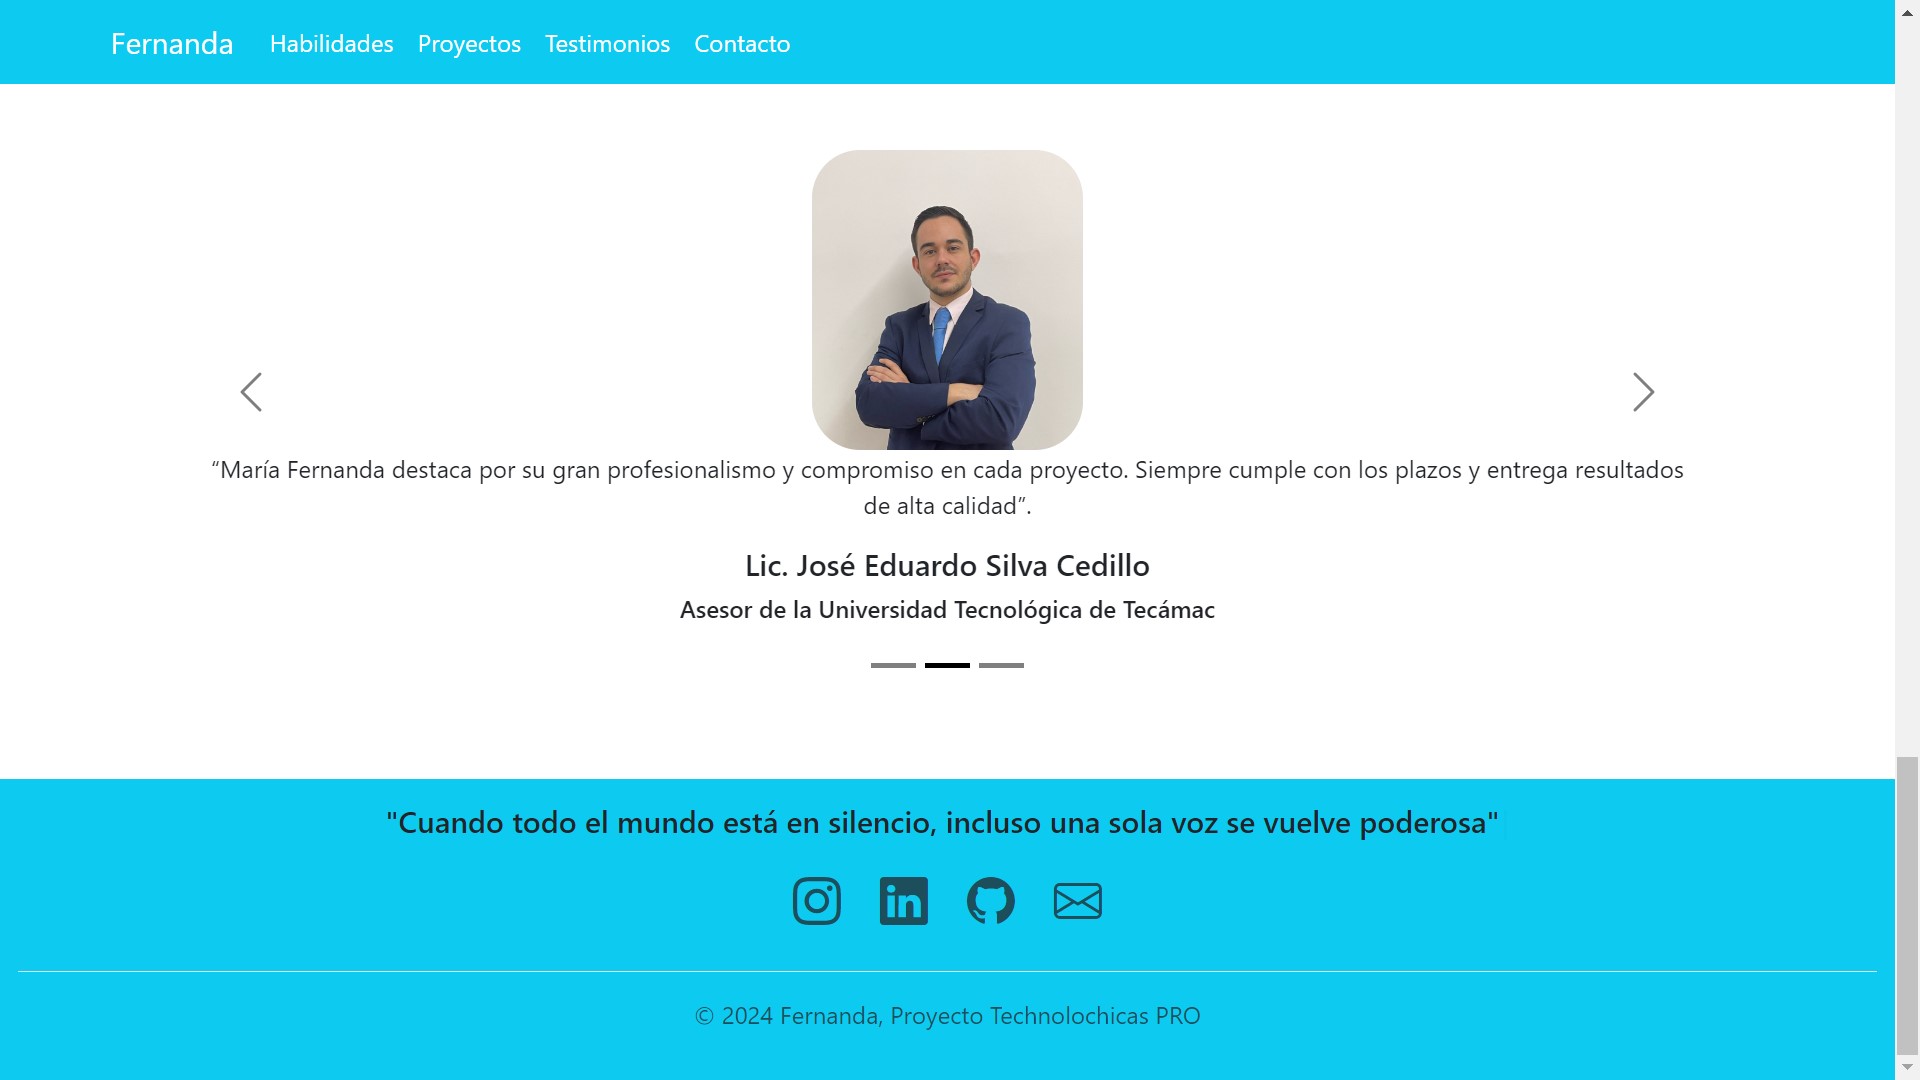 Fernanda Habilidades Proyectos Testimonios Contacto
“María Fernanda destaca por su gran profesionalismo y compromiso en cada proyecto. Siempre cumple con los plazos y entrega resultados
de alta calidad”.
Lic. José Eduardo Silva Cedillo
Asesor de la Universidad Tecnológica de Tecámac
"Cuando todo el mundo está en silencio, incluso una sola voz se vuelve poderosa"
in
© 2024 Fernanda, Proyecto Technolochicas PRO